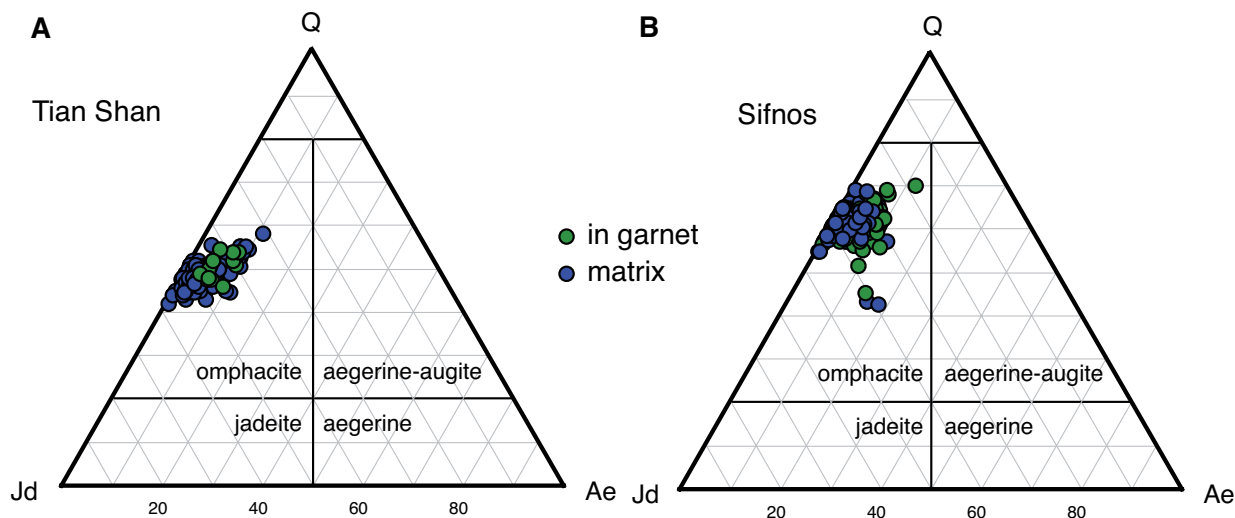 A
Q
Tian Shan
omphacite
aegerine-augite
jadeite
aegerine
Jd
Ae
20
40
60
80
in garnet
matrix
B
Q
Sifnos
omphacite
aegerine-augite
jadeite
aegerine
Jd
Ae
20
40
60
80